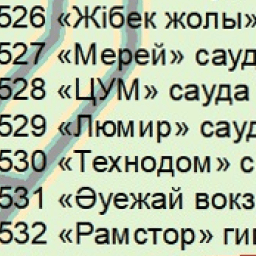 526 «Жібек жолы»
527 «Мерей» сауд
528 «ЦУМ» сауда
529 «Люмир» сауд
530 «Технодом» с
531 «Әуежай вокз
532 «Рамстор» ги